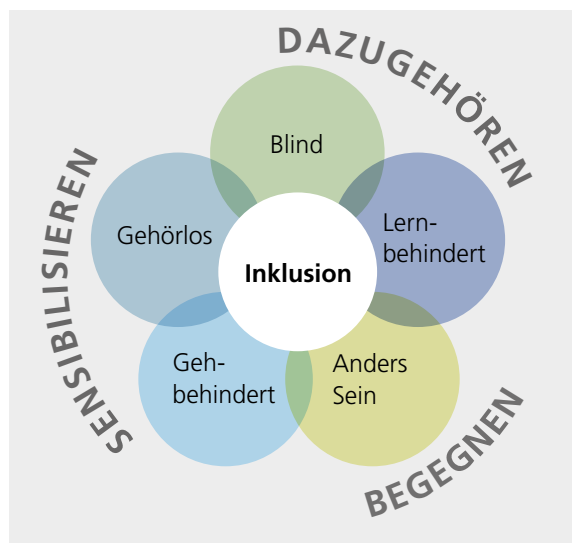 DAZUGEHÖREN
Blind
Gehörlos
Lern-
behindert
SENSIBILISIEREN
Inklusion
Geh-
behindert
Anders
Sein
BEGEGNEN